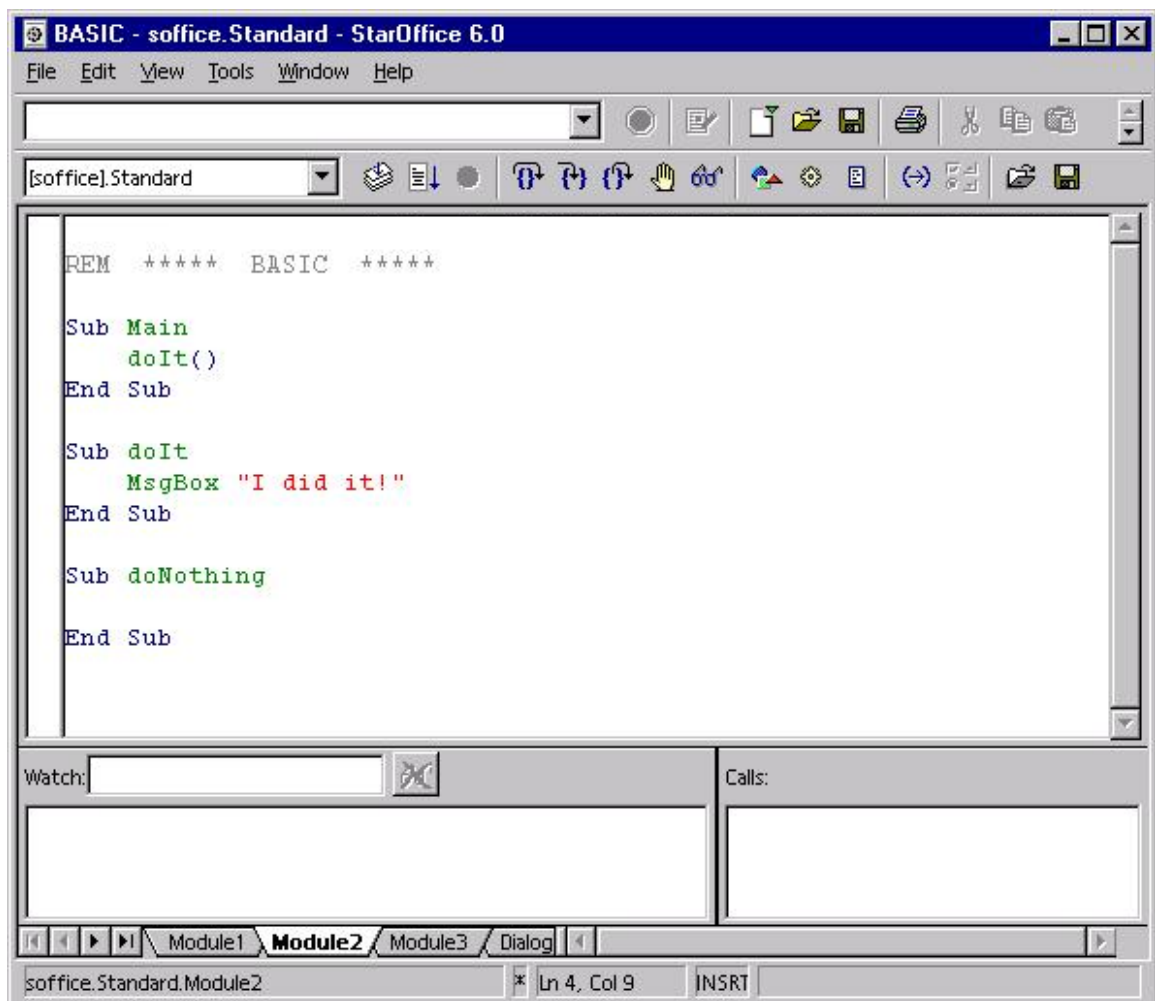 BASIC - soffice.Standard - StarOffice 6.0
File Edit View Tools Window Help
[soffice].Standard
REM ***** BASIC *****
Sub Main
doIt()
End Sub
Sub doIt
MsgBox "I did it!"
End Sub
Sub doNothing
End Sub
Watch: Calls:
Module1 Module2 Module3 Dialog
soffice.Standard.Module2 * Ln 4, Col 9 INSRT